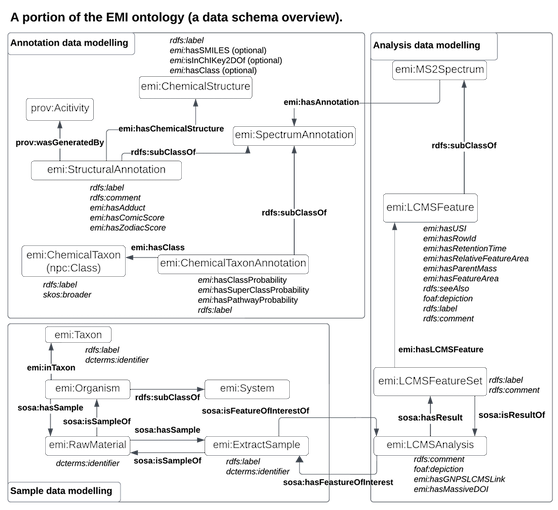 A portion of the EMI ontology (a data schema overview).
Annotation data modelling
rdfs:label
emi:hasSMILES (optional)
emi:isInChIKey2DOf (optional)
emi:hasClass (optional)
emi:ChemicalStructure
prov:Acitivity
emi:hasAnnotation
emi:hasChemicalStructure
emi:SpectrumAnnotation
prov:wasGeneratedBy
rdfs:subClassOf
emi:StructuralAnnotation
rdfs:label
rdfs:comment
emi:hasAdduct
emi:hasComicScore
emi:hasZodiacScore
rdfs:subClassOf
emi:hasClass
emi:ChemicalTaxon
(npc:Class)
rdfs:label
skos:broader
emi:ChemicalTaxonAnnotation
emi:hasClassProbability
emi:hasSuperClassProbability
emi:hasPathwayProbability
rdfs:label
Analysis data modelling
emi:MS2Spectrum
rdfs:subClassOf
emi:LCMSFeature
emi:hasUSI
emi:hasRowId
emi:hasRetentionTime
emi:hasRelativeFeatureArea
emi:hasParentMass
emi:hasFeatureArea
rdfs:seeAlso
foaf:depiction
rdfs:label
rdfs:comment
emi:hasLCMSFeature
emi:LCMSFeatureSet
rdfs:label
rdfs:comment
sosa:hasResult
sosa:isResultOf
emi:LCMSAnalysis
rdfs:comment
foaf:depiction
emi:hasGNPSLCMSLink
emi:hasMassiveDOI
emi:Taxon
rdfs:label
dcterms:identifier
emi:inTaxon
emi:Organism
rdfs:subClassOf
emi:System
sosa:hasSample
sosa:isSampleOf
sosa:isFeatureOfInterestOf
sosa:hasSample
emi:RawMaterial
dcterms:identifier
sosa:isSampleOf
emi:ExtractSample
rdfs:label
dcterms:identifier
sosa:hasFeastureOfInterest
Sample data modelling